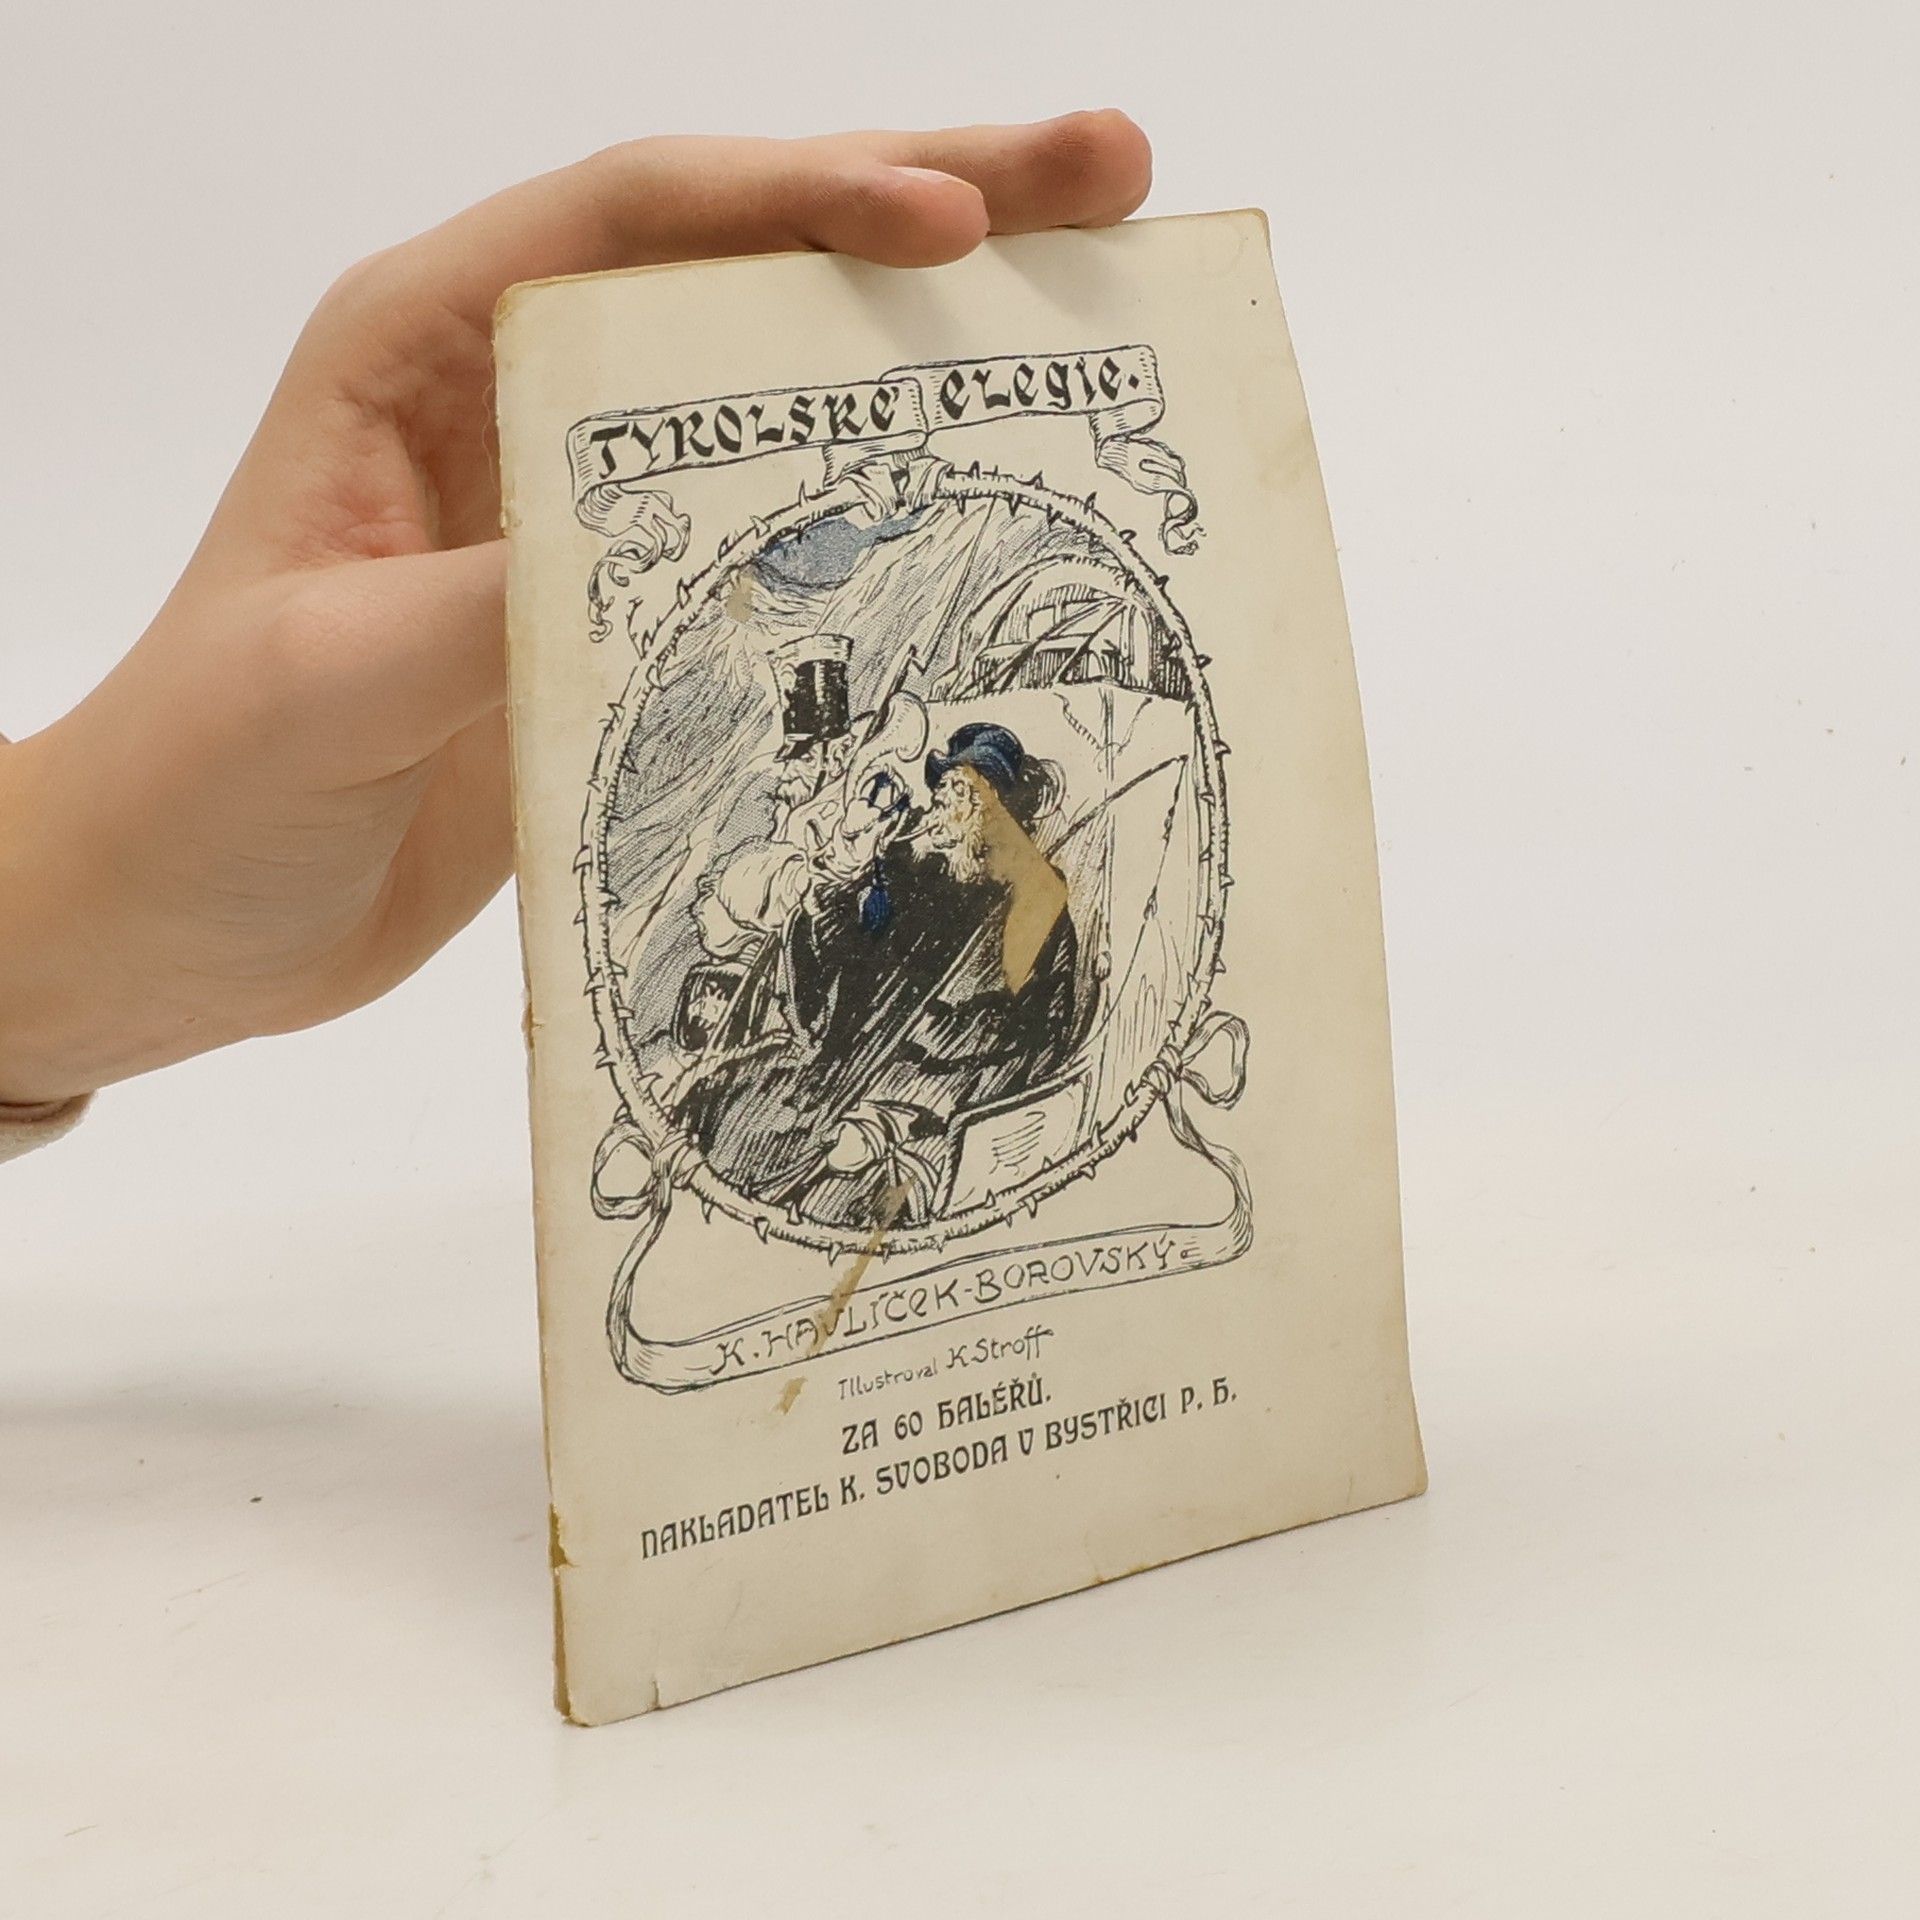 TYROLSKÉ ELEGIE.
K. HAVLÍČEK-BOROVSKÝ.
Illustroval K. Stroff
ZA 60 HALÉŘŮ.
NAKLADATEL K. SVOBODA V BYSTŘICI P. H.